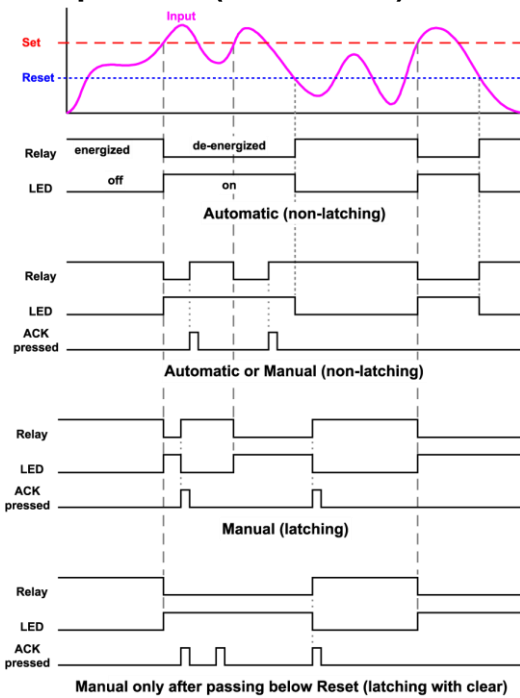 Input
Set
Reset
Relay energized de-energized
LED off on
Automatic (non-latching)
Relay
LED
ACK
pressed
Automatic or Manual (non-latching)
Relay
LED
ACK
pressed
Manual (latching)
Relay
LED
ACK
pressed
Manual only after passing below Reset (latching with clear)